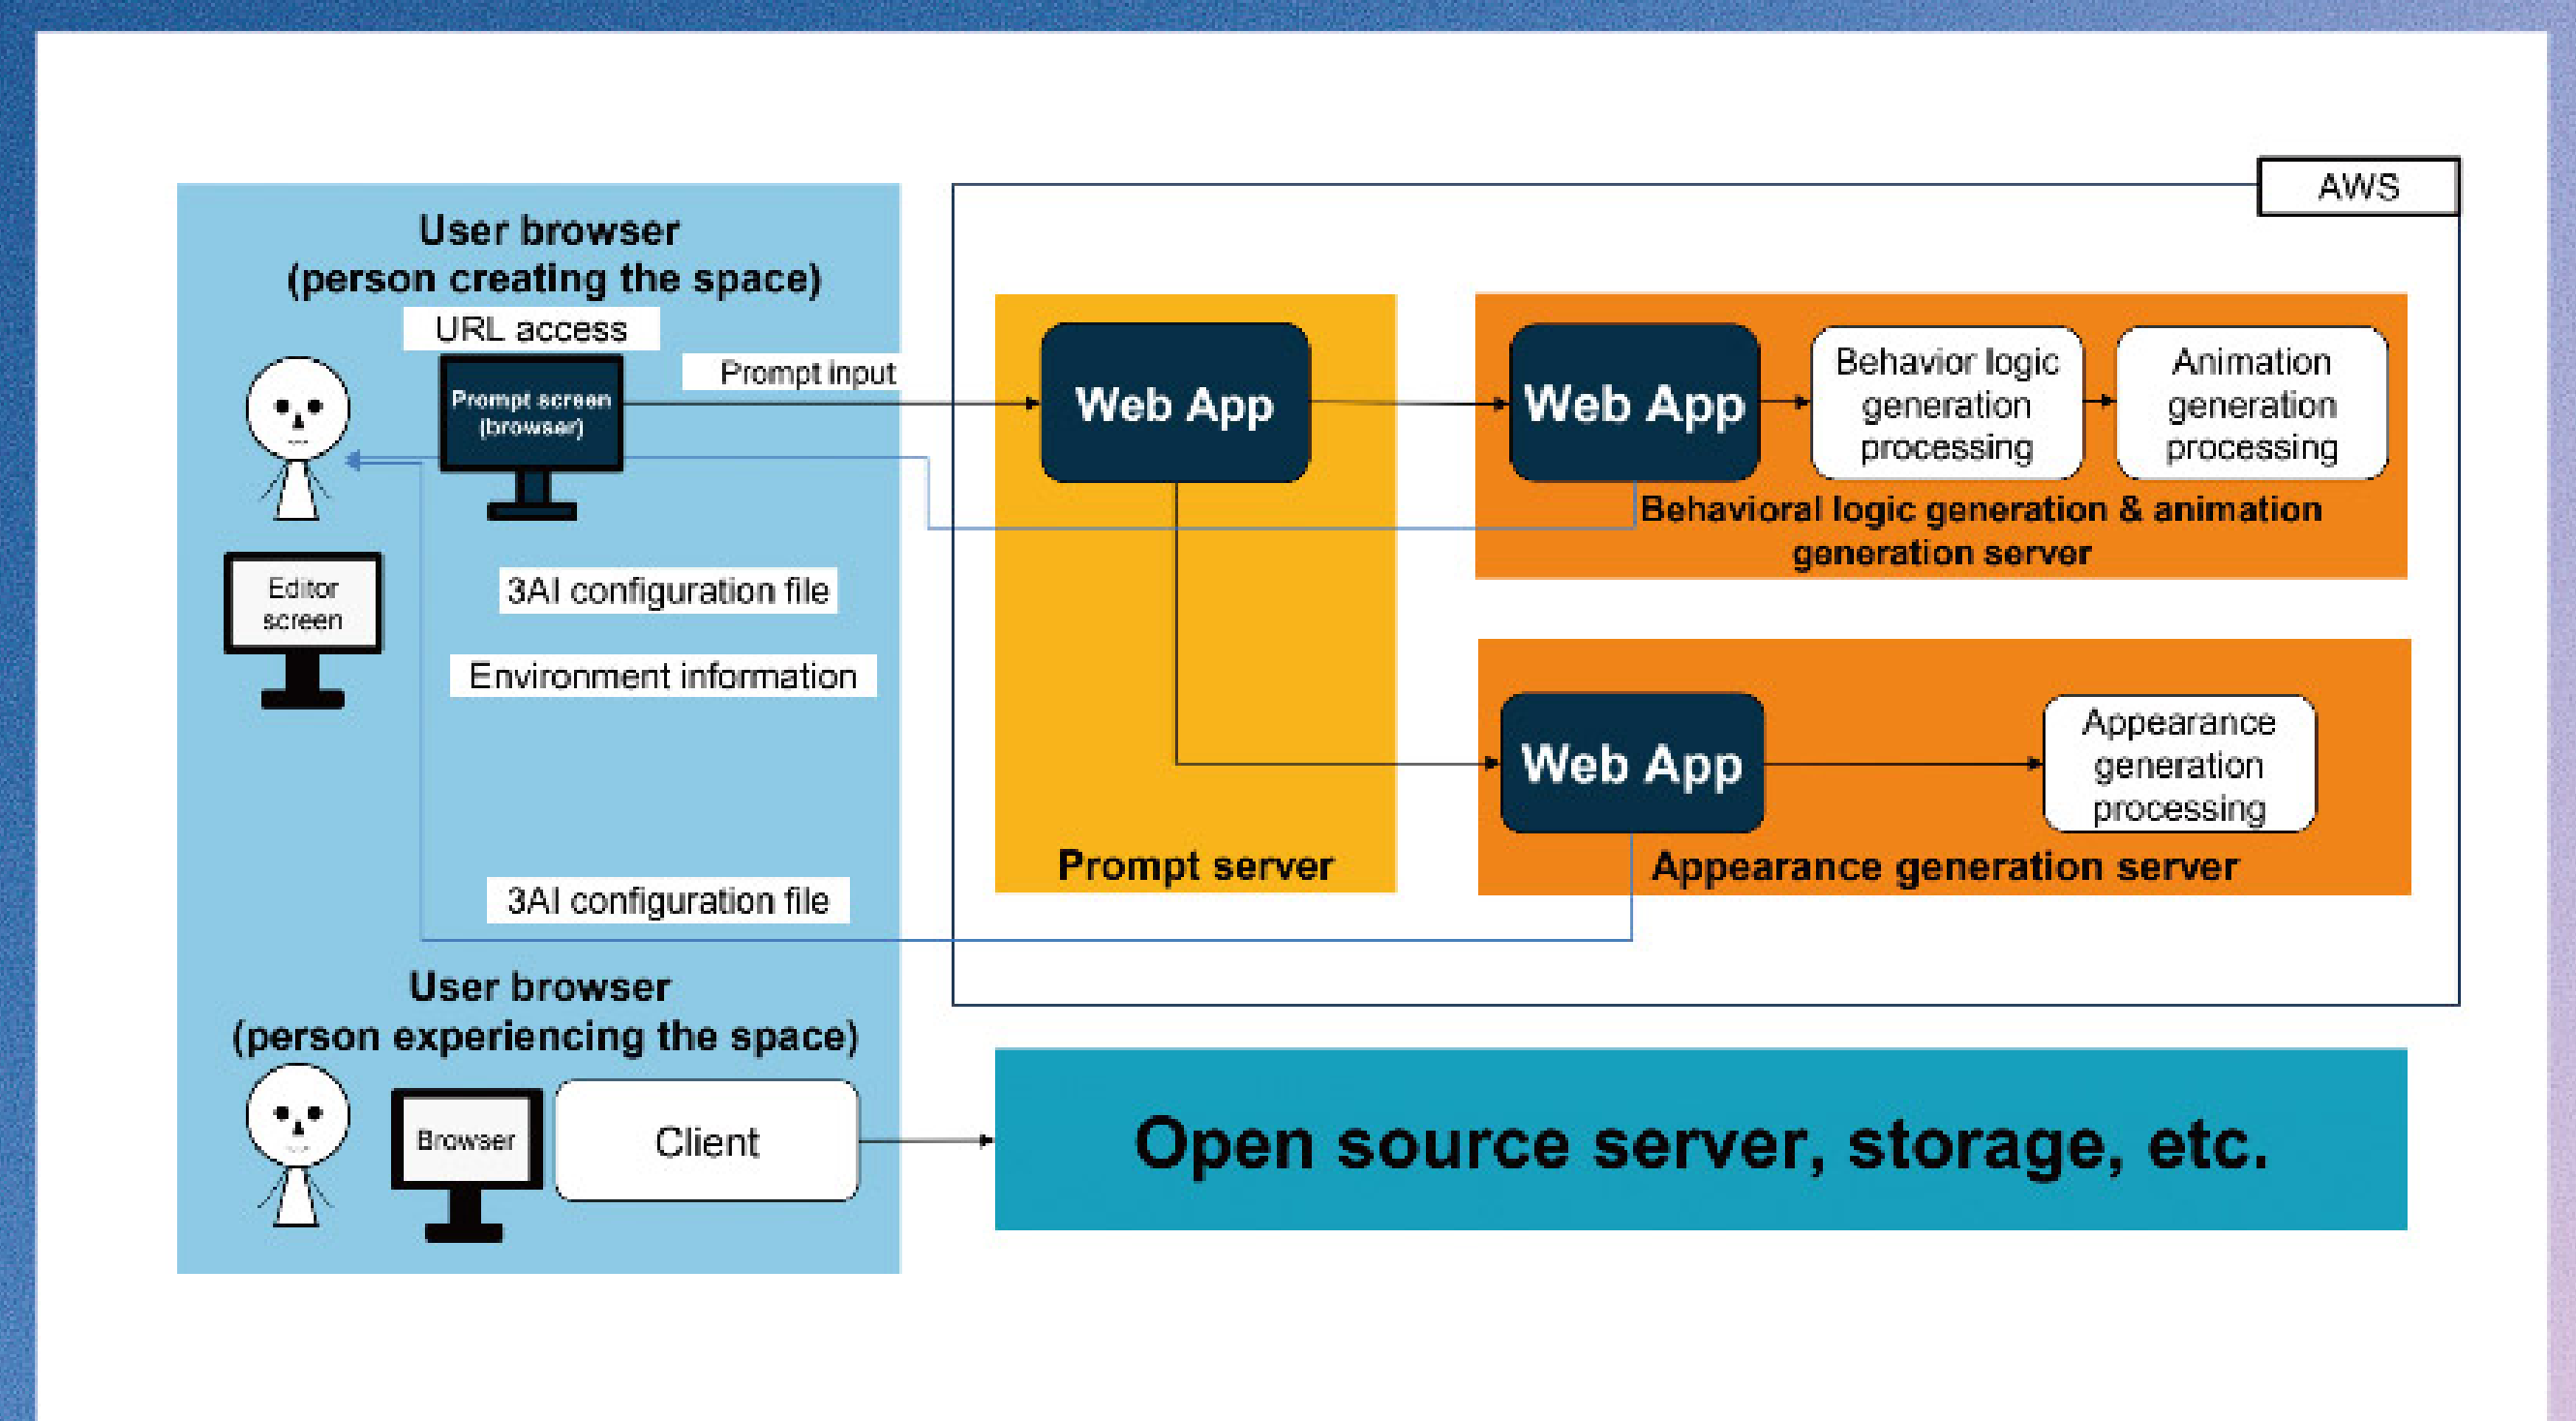 AWS
User browser
(person creating the space)
URL access
Prompt screen
(browser)
Prompt input
Web App
Web App
Behavior logic
generation
processing
Animation
generation
processing
Behavioral logic generation & animation
generation server
Editor
screen
3AI configuration file
Environment information
Web App
Appearance
generation
processing
Prompt server
Appearance generation server
3AI configuration file
User browser
(person experiencing the space)
Browser
Client
Open source server, storage, etc.